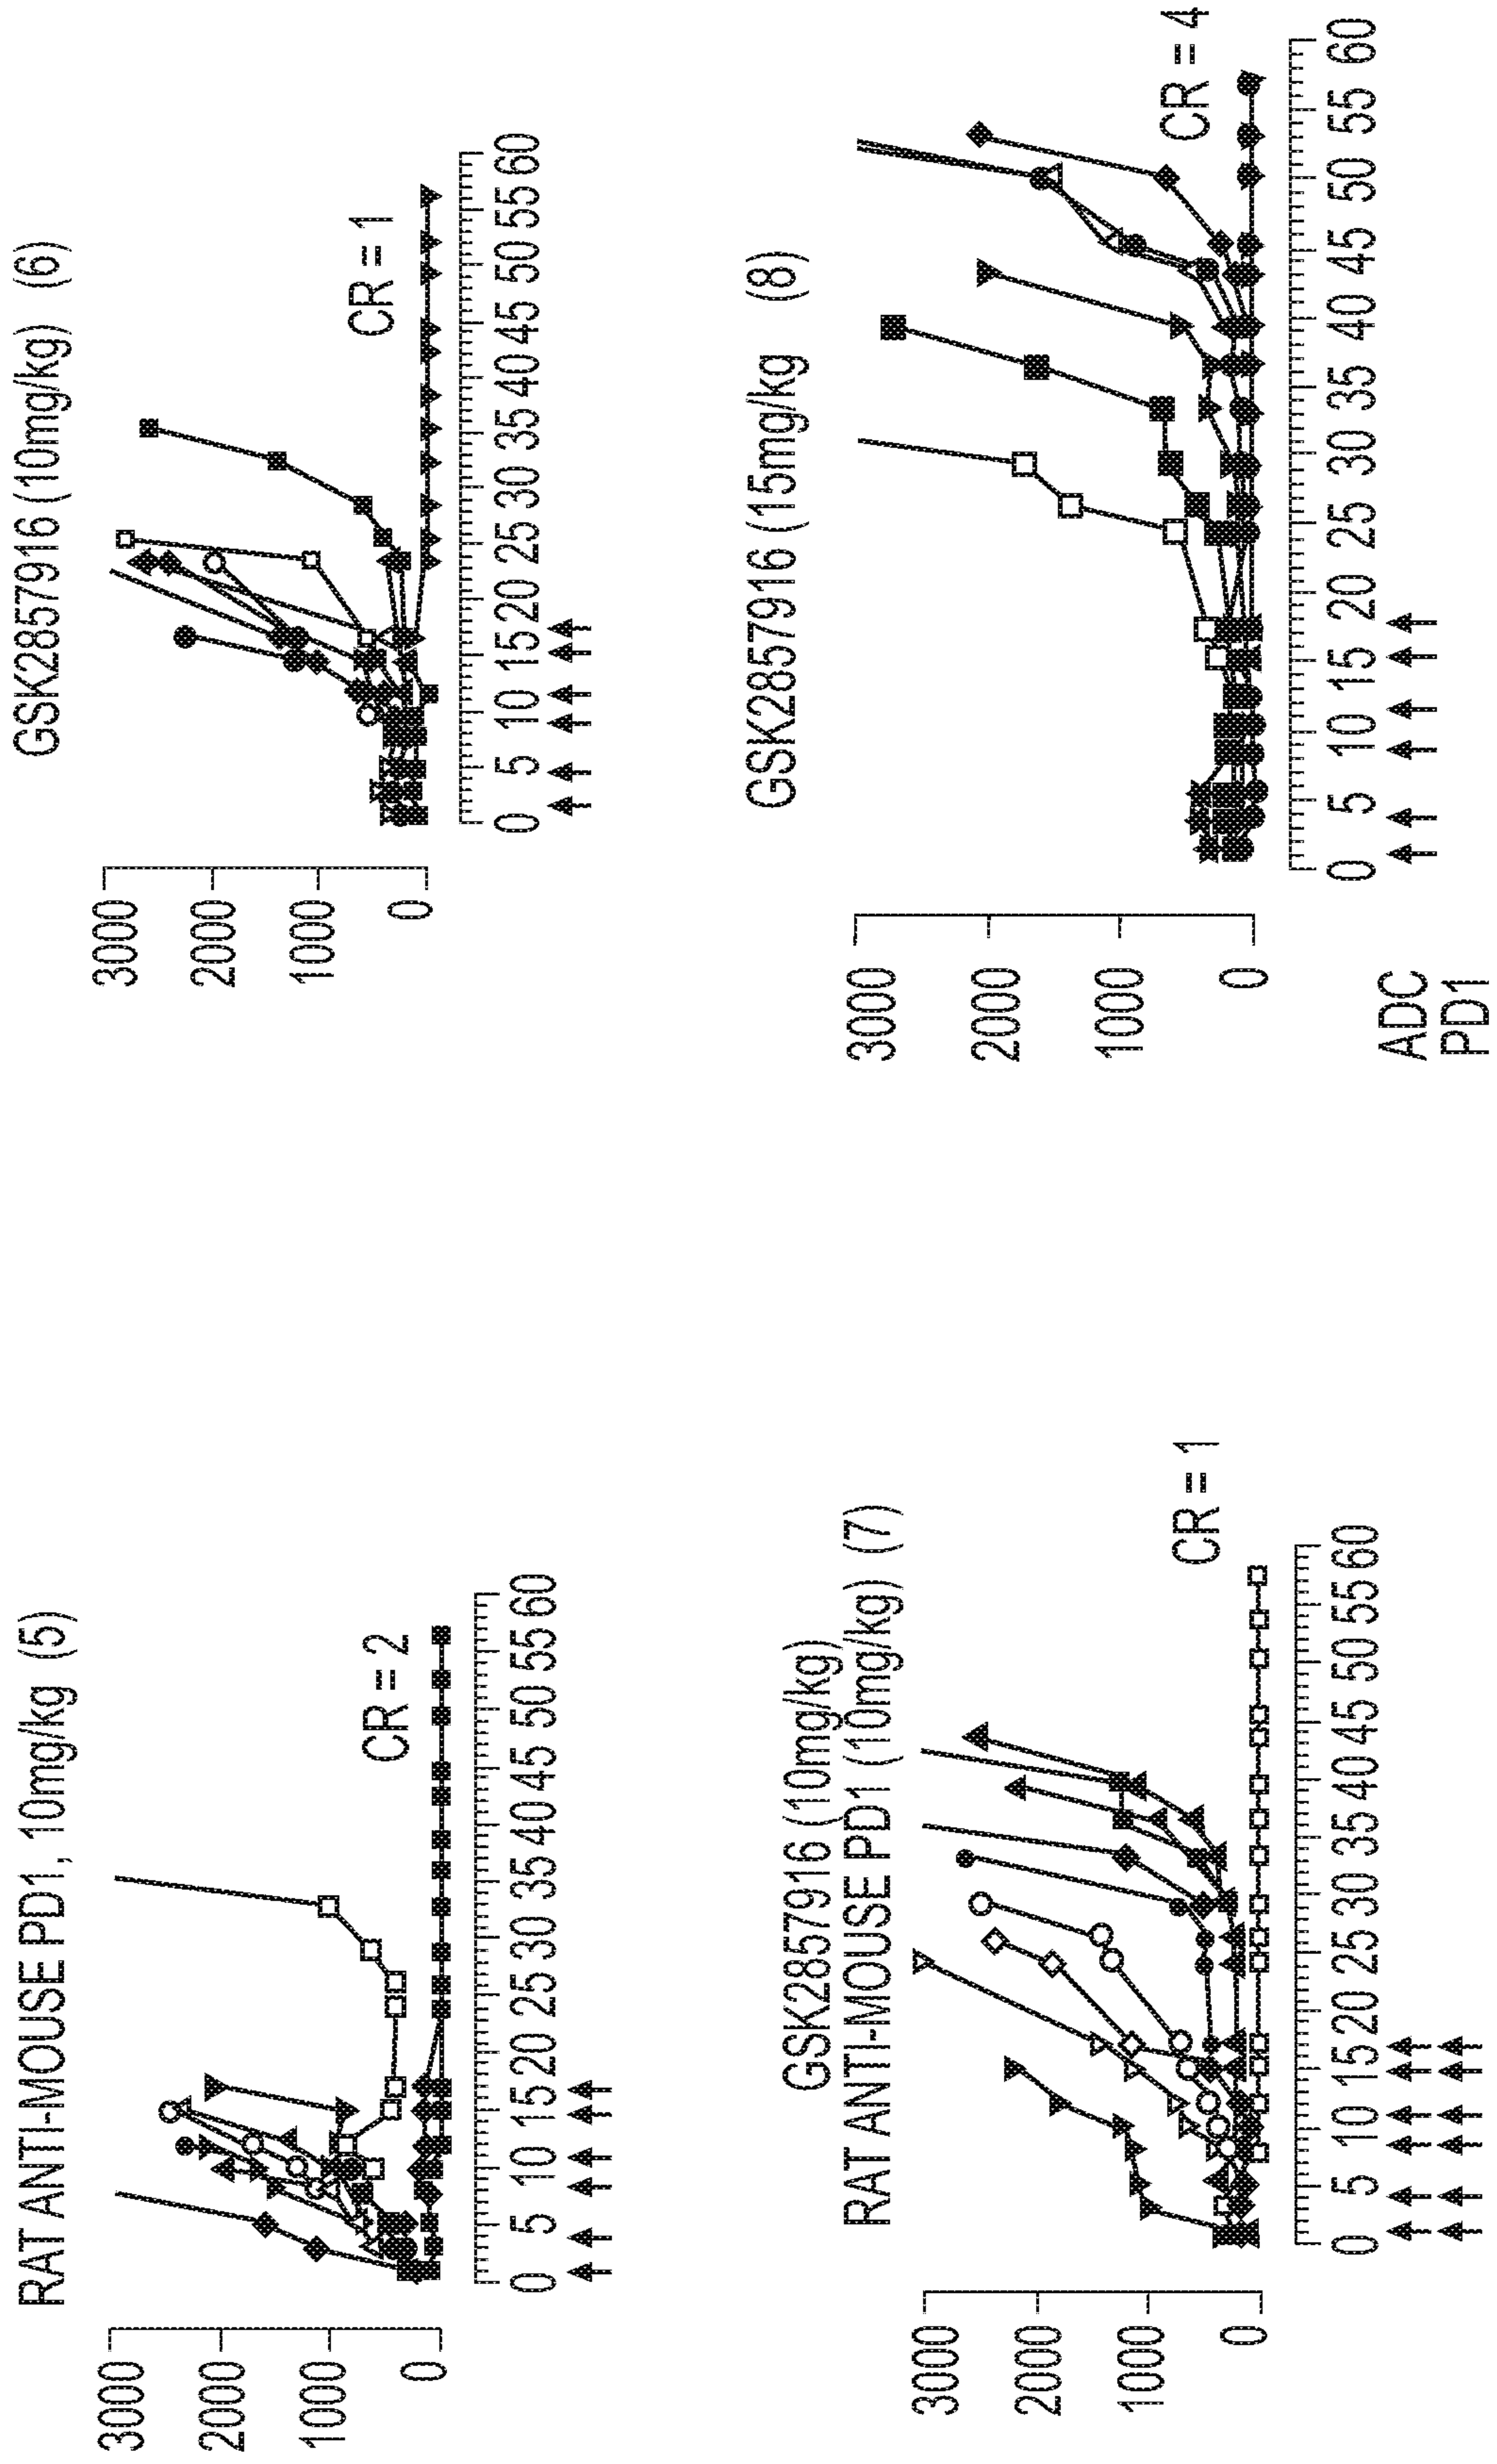 RAT ANTI-MOUSE PD1, 10mg/kg (5)
3000
2000
1000
0
CR = 2
0 5 10 15 20 25 30 35 40 45 50 55 60
GSK2857916 (10mg/kg) (6)
3000
2000
1000
0
CR = 1
0 5 10 15 20 25 30 35 40 45 50 55 60
GSK2857916 (10mg/kg)
RAT ANTI-MOUSE PD1 (10mg/kg) (7)
3000
2000
1000
0
CR = 1
0 5 10 15 20 25 30 35 40 45 50 55 60
GSK2857916 (15mg/kg (8)
3000
2000
1000
0
CR = 4
0 5 10 15 20 25 30 35 40 45 50 55 60
ADC
PD1